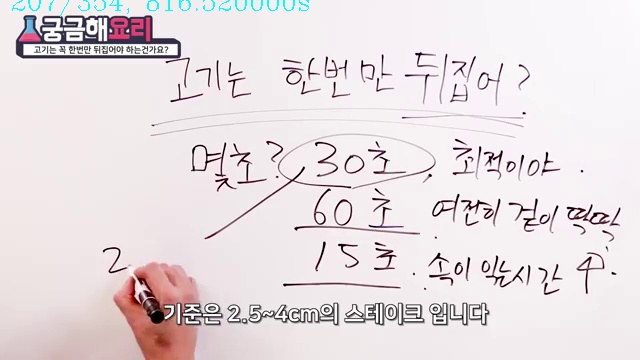 207/354, 816.520000s
궁금해요리
고기는 꼭 한번만 뒤집어야 하는건가요?
고기는 한번만 뒤집어?
몇초? 30초, 최적이야.
60초. 여전히 겉이 딱딱
15초. 속이 익는시간 ↑.
2.
기준은 2.5~4cm의 스테이크 입니다